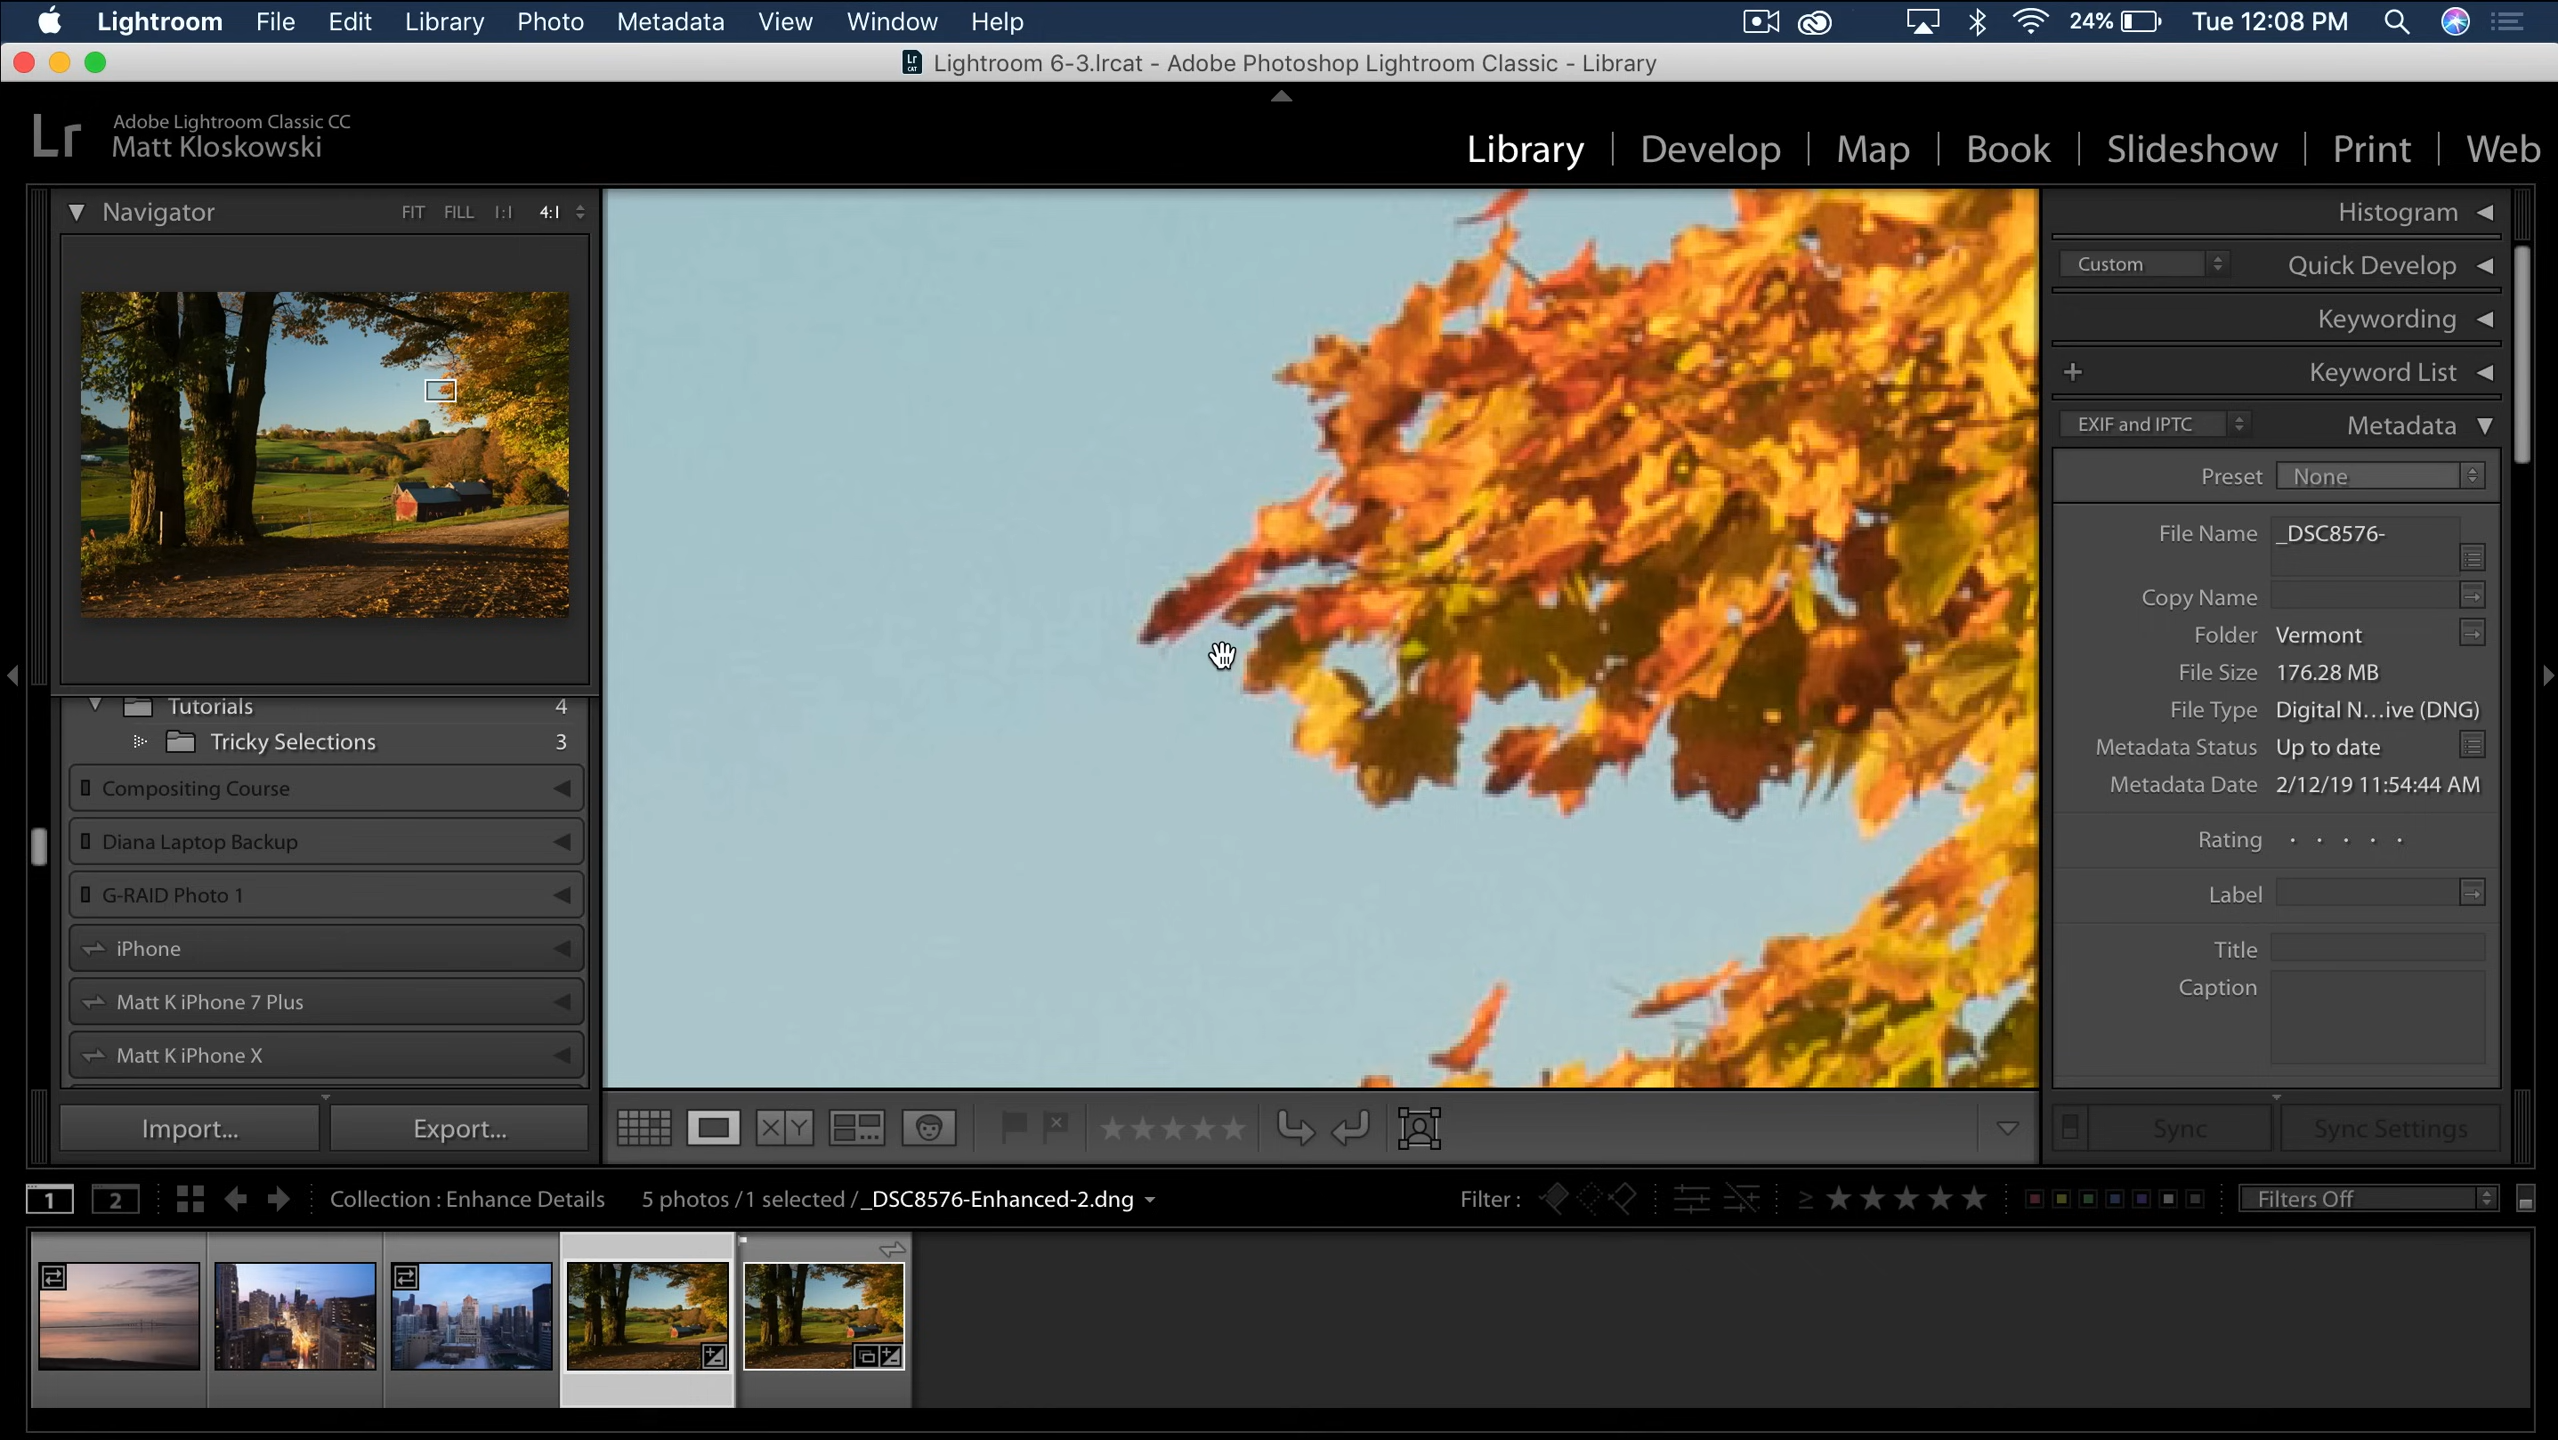 Lightroom File Edit Library Photo Metadata View Window Help 24% Tue 12:08 PM
Lr CAT Lightroom 6-3.lrcat - Adobe Photoshop Lightroom Classic - Library
Lr Adobe Lightroom Classic CC
Matt Kloskowski
Library | Develop | Map | Book | Slideshow | Print | Web
Navigator FIT FILL 1:1 4:1
Histogram
Custom Quick Develop
Keywording
+ Keyword List
EXIF and IPTC Metadata
Preset None
File Name _DSC8576-
Copy Name
Folder Vermont
File Size 176.28 MB
File Type Digital N...ive (DNG)
Metadata Status Up to date
Metadata Date 2/12/19 11:54:44 AM
Rating . . . . .
Label
Title
Caption
Tutorials 4
Tricky Selections 3
Compositing Course
Diana Laptop Backup
G-RAID Photo 1
iPhone
Matt K iPhone 7 Plus
Matt K iPhone X
Import... Export...
X Y
Sync Sync Settings
1 2 Collection : Enhance Details 5 photos / 1 selected / _DSC8576-Enhanced-2.dng Filter : ≥ ★★★★★ Filters Off